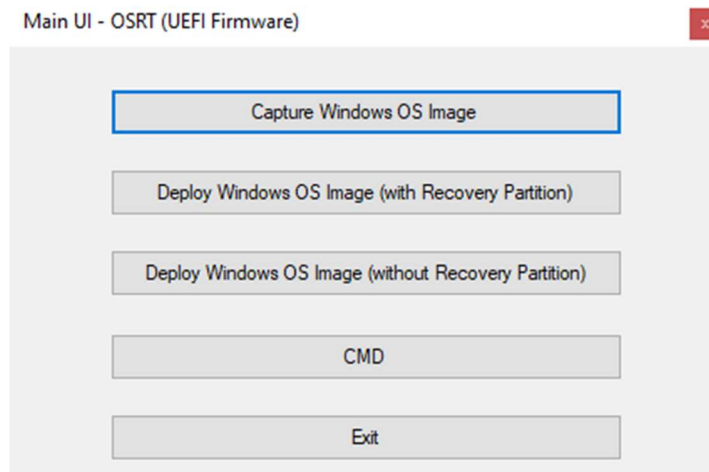 Main UI - OSRT (UEFI Firmware)
x
Capture Windows OS Image
Deploy Windows OS Image (with Recovery Partition)
Deploy Windows OS Image (without Recovery Partition)
CMD
Exit